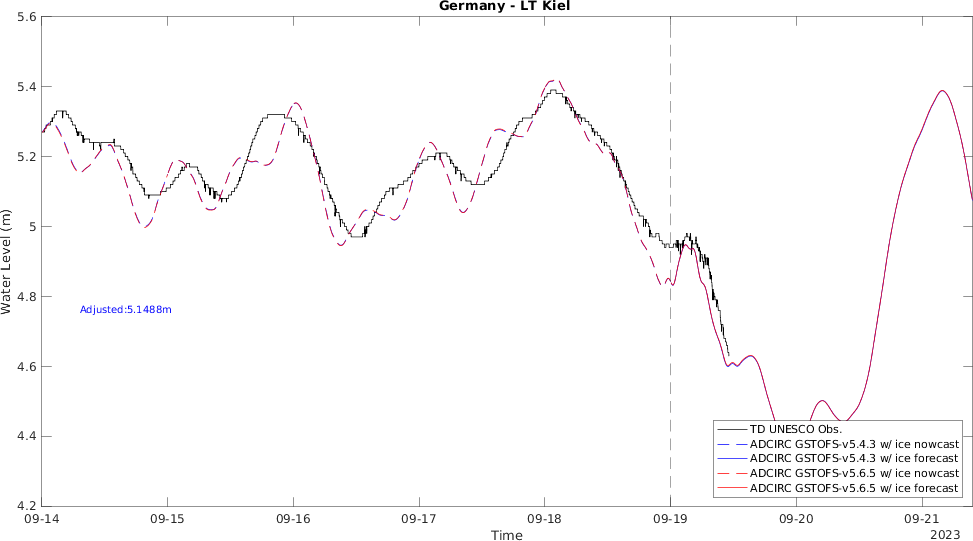 Germany - LT Kiel
5.6
5.4
5.2
5
4.8
4.6
4.4
4.2
Water Level (m)
Adjusted:5.1488m
TD UNESCO Obs.
ADCIRC GSTOFS-v5.4.3 w/ ice nowcast
ADCIRC GSTOFS-v5.4.3 w/ ice forecast
ADCIRC GSTOFS-v5.6.5 w/ ice nowcast
ADCIRC GSTOFS-v5.6.5 w/ ice forecast
09-14 09-15 09-16 09-17 09-18 09-19 09-20 09-21
Time
2023